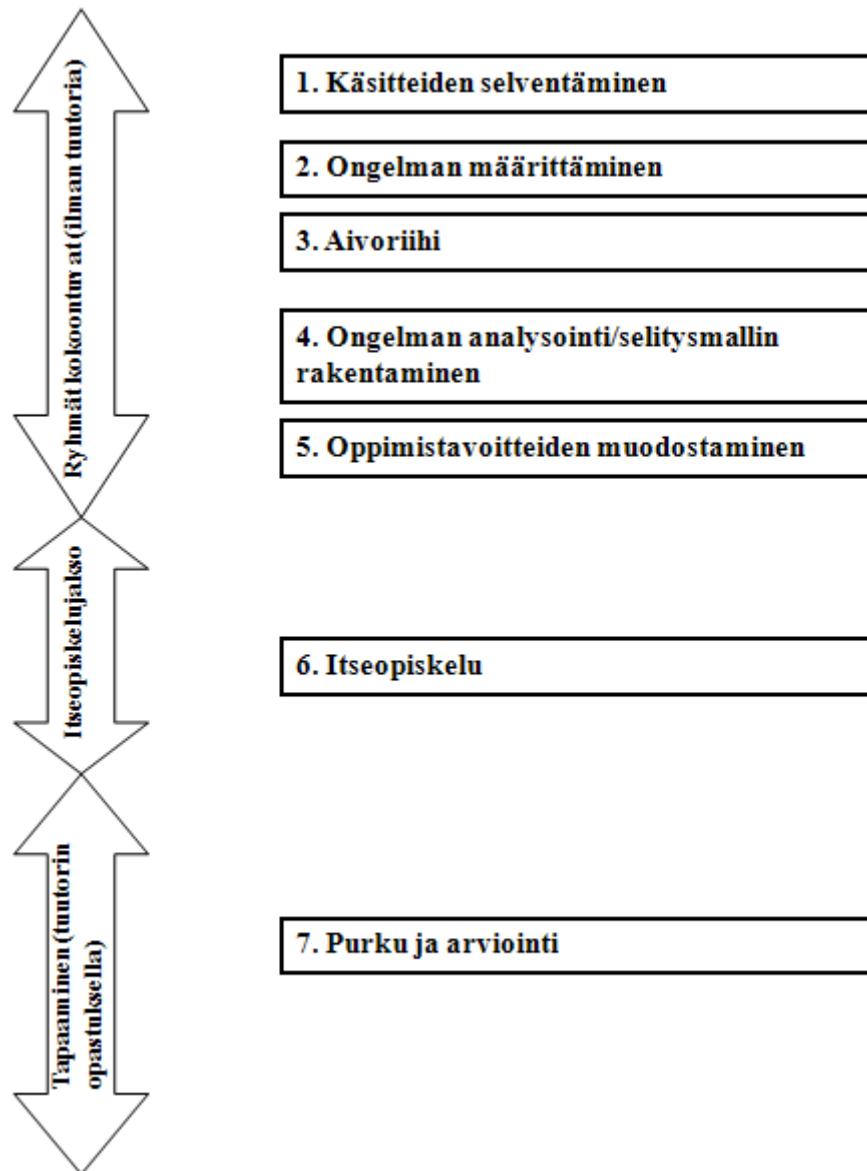 Ryhmät kokoontuvat (ilman tuutoria)
1. Käsitteiden selventäminen
2. Ongelman määrittäminen
3. Aivoriihi
4. Ongelman analysointi/selitysmallin
rakentaminen
5. Oppimistavoitteiden muodostaminen
Itseopiskelujakso
6. Itseopiskelu
Tapaaminen (tuutorin
opastuksella)
7. Purku ja arviointi